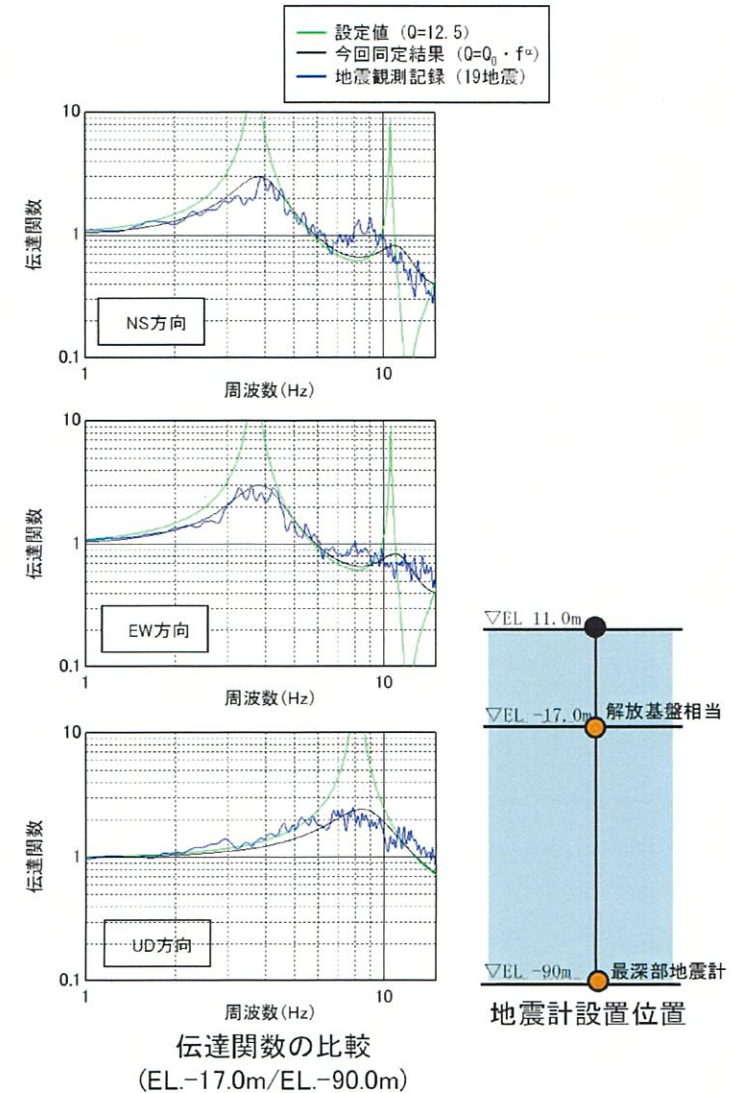 設定値（Q=12.5）
今回同定結果（Q=Q₀・fᵅ）
地震観測記録（19地震）
10
1
0.1
伝達関数
NS方向
1
10
周波数(Hz)
10
1
0.1
伝達関数
EW方向
1
10
周波数(Hz)
10
1
0.1
伝達関数
UD方向
1
10
周波数(Hz)
伝達関数の比較
(EL.-17.0m/EL.-90.0m)
▽EL 11.0m
▽EL -17.0m 解放基盤相当
▽EL -90m 最深部地震計
地震計設置位置